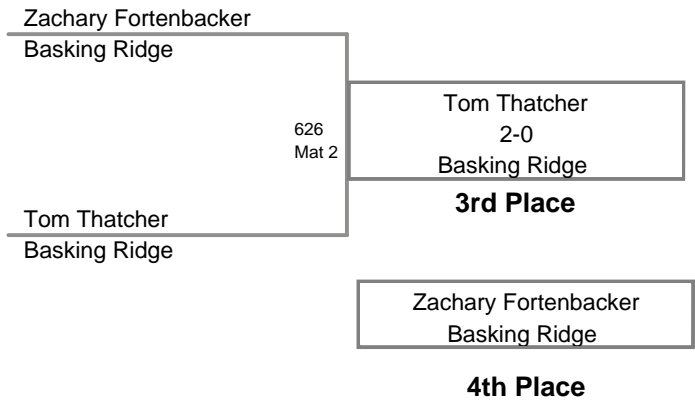 Zachary Fortenbacker
Basking Ridge
626
Mat 2
Tom Thatcher
2-0
Basking Ridge
3rd Place
Tom Thatcher
Basking Ridge
Zachary Fortenbacker
Basking Ridge
4th Place